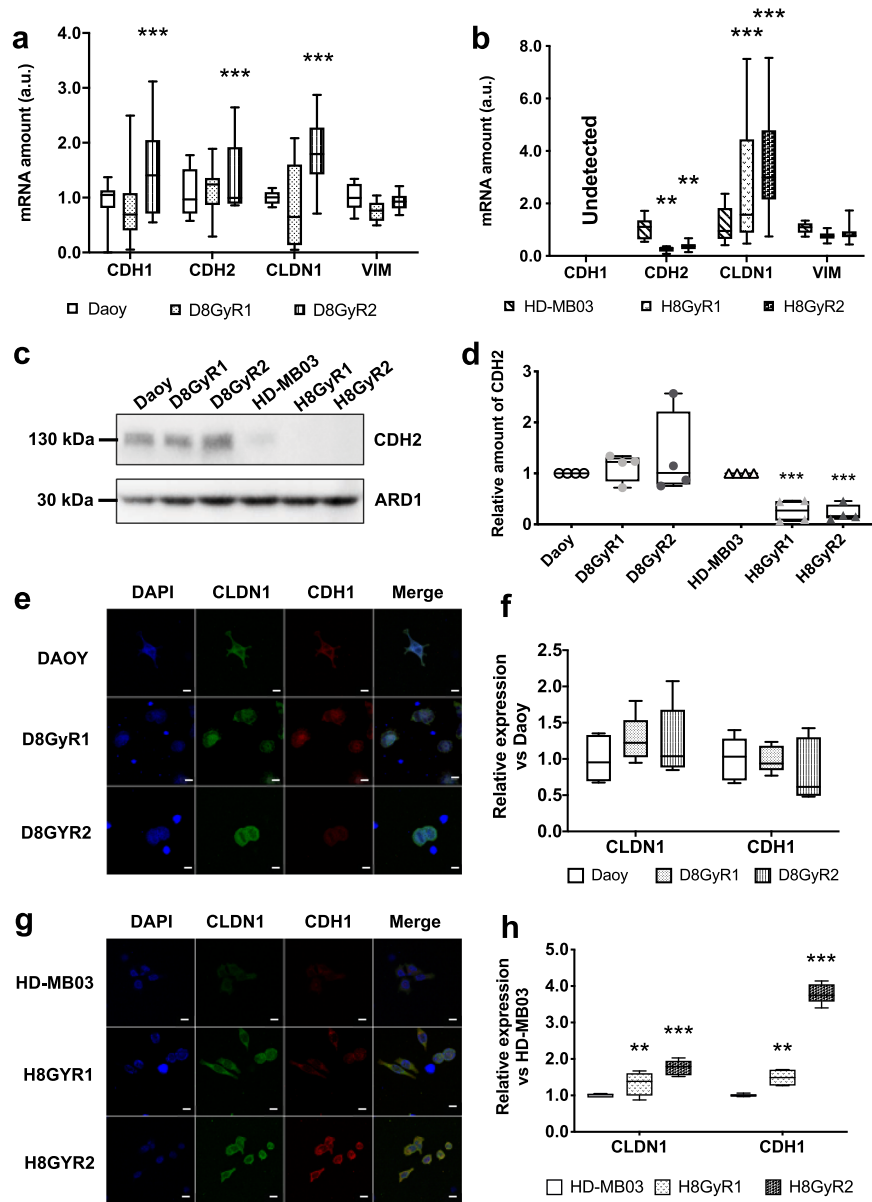 a
mRNA amount (a.u.)
4.0
3.0
2.0
1.0
0.0
***
***
***
CDH1 CDH2 CLDN1 VIM
Daoy D8GyR1 D8GyR2
b
mRNA amount (a.u.)
8.0
6.0
4.0
2.0
0.0
Undetected
**
**
***
***
CDH1 CDH2 CLDN1 VIM
HD-MB03 H8GyR1 H8GyR2
c
Daoy D8GyR1 D8GyR2 HD-MB03 H8GyR1 H8GyR2
130 kDa CDH2
30 kDa ARD1
d
Relative amount of CDH2
3
2
1
0
*** ***
Daoy D8GyR1 D8GyR2 HD-MB03 H8GyR1 H8GyR2
e
DAPI CLDN1 CDH1 Merge
DAOY
D8GyR1
D8GYR2
f
Relative expression
vs Daoy
2.5
2.0
1.5
1.0
0.5
0.0
CLDN1 CDH1
Daoy D8GyR1 D8GyR2
g
DAPI CLDN1 CDH1 Merge
HD-MB03
H8GYR1
H8GYR2
h
Relative expression
vs HD-MB03
5.0
4.0
3.0
2.0
1.0
0.0
**
***
**
***
CLDN1 CDH1
HD-MB03 H8GyR1 H8GyR2